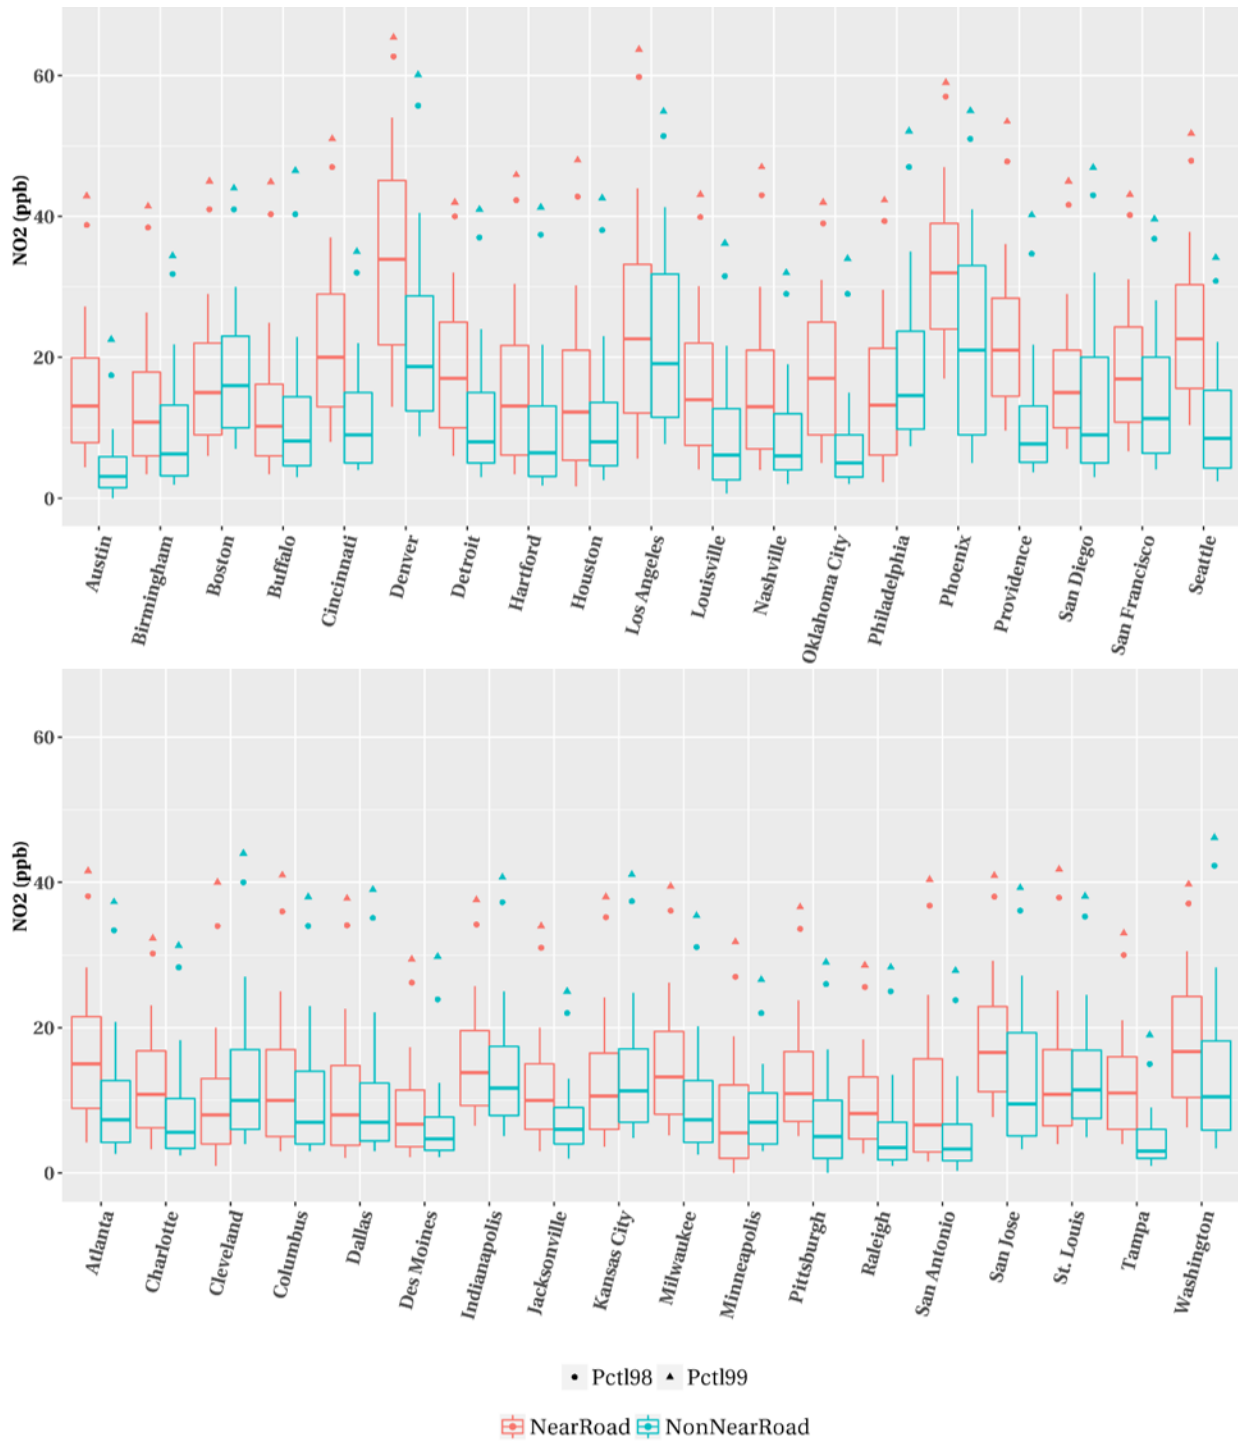 60
40
20
0
NO2 (ppb)
Austin
Birmingham
Boston
Buffalo
Cincinnati
Denver
Detroit
Hartford
Houston
Los Angeles
Louisville
Nashville
Oklahoma City
Philadelphia
Phoenix
Providence
San Diego
San Francisco
Seattle
60
40
20
0
NO2 (ppb)
Atlanta
Charlotte
Cleveland
Columbus
Dallas
Des Moines
Indianapolis
Jacksonville
Kansas City
Milwaukee
Minneapolis
Pittsburgh
Raleigh
San Antonio
San Jose
St. Louis
Tampa
Washington
Pctl98 Pctl99
NearRoad NonNearRoad